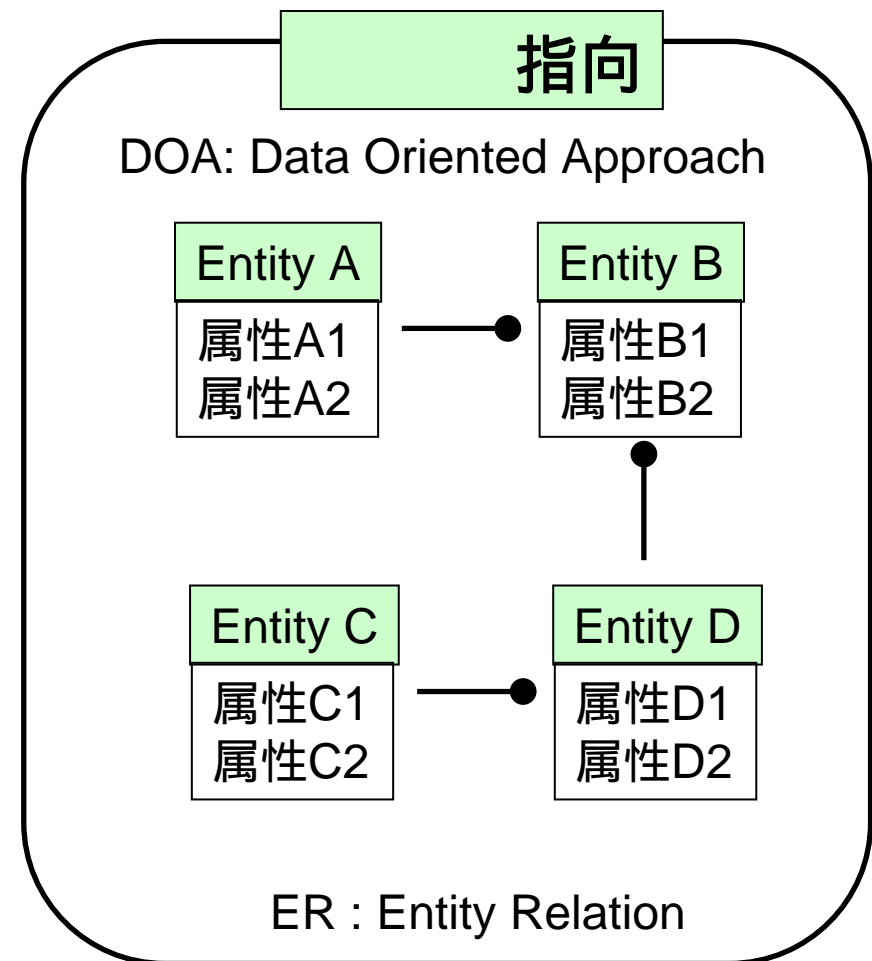 指向
DOA: Data Oriented Approach
Entity A
属性A1
属性A2
Entity B
属性B1
属性B2
Entity C
属性C1
属性C2
Entity D
属性D1
属性D2
ER : Entity Relation